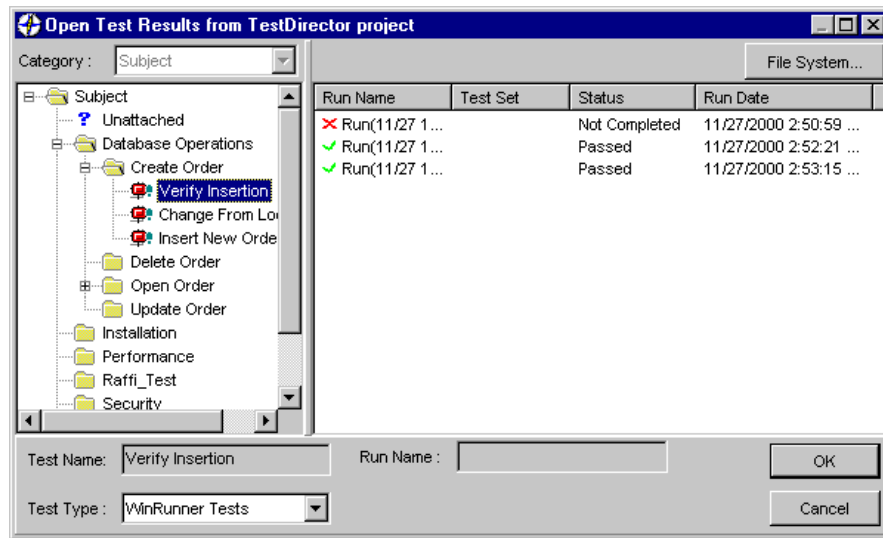 Open Test Results from TestDirector project
Category : Subject
File System...
Subject
Unattached
Database Operations
Create Order
Verify Insertion
Change From Lo
Insert New Orde
Delete Order
Open Order
Update Order
Installation
Performance
Raffi_Test
Security
Run Name Test Set Status Run Date
Run(11/27 1... Not Completed 11/27/2000 2:50:59 ...
Run(11/27 1... Passed 11/27/2000 2:52:21 ...
Run(11/27 1... Passed 11/27/2000 2:53:15 ...
Test Name: Verify Insertion
Run Name :
OK
Test Type : WinRunner Tests
Cancel